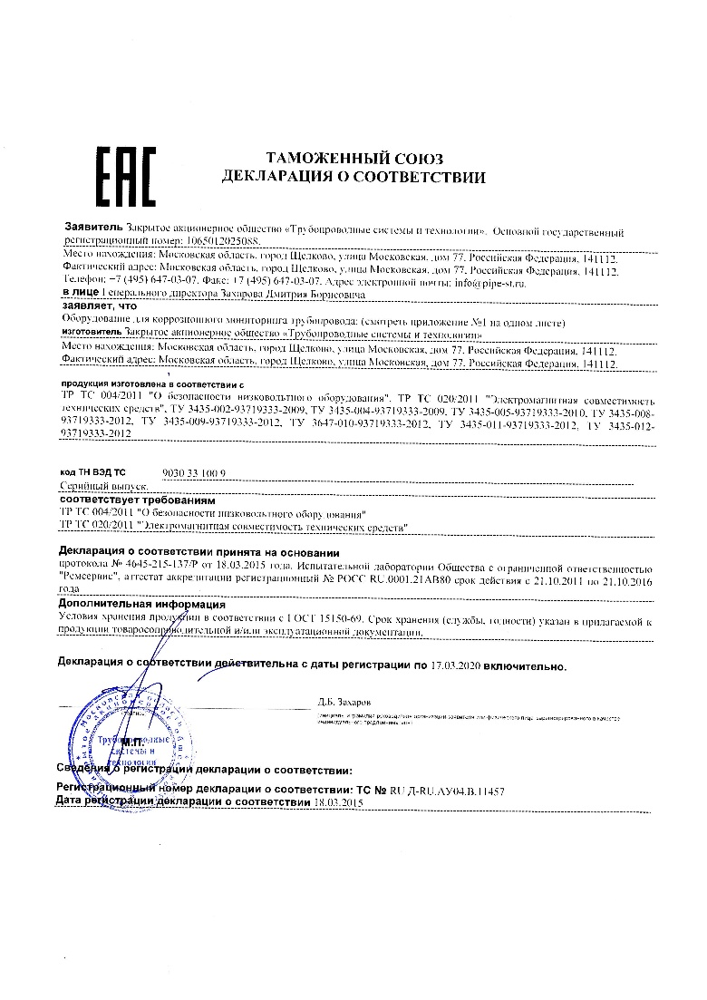 ЕАС
ТАМОЖЕННЫЙ СОЮЗ
ДЕКЛАРАЦИЯ О СООТВЕТСТВИИ
Заявитель Закрытое акционерное общество «Трубопроводные системы и технологии». Основной государственный
регистрационный номер: 1065012025088.
Место нахождения: Московская область, город Щелково, улица Московская, дом 77, Российская Федерация, 141112.
Фактический адрес: Московская область, город Щелково, улица Московская, дом 77, Российская Федерация, 141112.
Телефон: +7 (495) 647-03-07. Факс: +7 (495) 647-03-07. Адрес электронной почты: info@pipe-st.ru.
в лице Генерального директора Захарова Дмитрия Борисовича
заявляет, что
Оборудование для коррозионного мониторинга трубопровода: (смотреть приложение №1 на одном листе)
изготовитель Закрытое акционерное общество «Трубопроводные системы и технологии»
Место нахождения: Московская область, город Щелково, улица Московская, дом 77, Российская Федерация, 141112.
Фактический адрес: Московская область, город Щелково, улица Московская, дом 77, Российская Федерация, 141112.
продукция изготовлена в соответствии с
ТР ТС 004/2011 "О безопасности низковольтного оборудования", ТР ТС 020/2011 "Электромагнитная совместимость
технических средств", ТУ 3435-002-93719333-2009, ТУ 3435-004-93719333-2009, ТУ 3435-005-93719333-2010, ТУ 3435-008-
93719333-2012, ТУ 3435-009-93719333-2012, ТУ 3647-010-93719333-2012, ТУ 3435-011-93719333-2012, ТУ 3435-012-
93719333-2012
код ТН ВЭД ТС 9030 33 100 9
Серийный выпуск.
соответствует требованиям
ТР ТС 004/2011 "О безопасности низковольтного оборудования"
ТР ТС 020/2011 "Электромагнитная совместимость технических средств"
Декларация о соответствии принята на основании
протокола № 4645-215-137/Р от 18.03.2015 года. Испытательной лаборатории Общества с ограниченной ответственностью
"Ремсервис", аттестат аккредитации регистрационный № РОСС RU.0001.21АВ80 срок действия с 21.10.2011 по 21.10.2016
года
Дополнительная информация
Условия хранения продукции в соответствии с ГОСТ 15150-69. Срок хранения (службы, годности) указан в прилагаемой к
продукции товаросопроводительной и/или эксплуатационной документации.
Декларация о соответствии действительна с даты регистрации по 17.03.2020 включительно.
Д.Б. Захаров
(подпись)
(инициалы и фамилия руководителя организации-заявителя или физического лица, зарегистрированного в качестве
индивидуального предпринимателя)
М.П.
Трубопроводные
системы и
технологии
Сведения о регистрации декларации о соответствии:
Регистрационный номер декларации о соответствии: ТС № RU Д-RU.АУ04.В.11457
Дата регистрации декларации о соответствии 18.03.2015